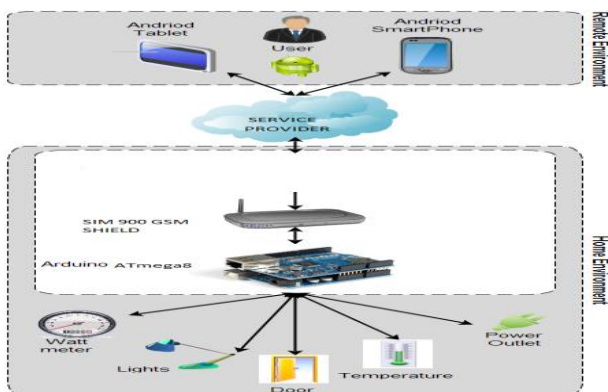 Andriod
Tablet
User
Andriod
SmartPhone
Remote Environment
SERVICE
PROVIDER
SIM 900 GSM
SHIELD
Arduino ATmega8
Home Environment
Watt
meter
Lights
Door
Temperature
Power
Outlet